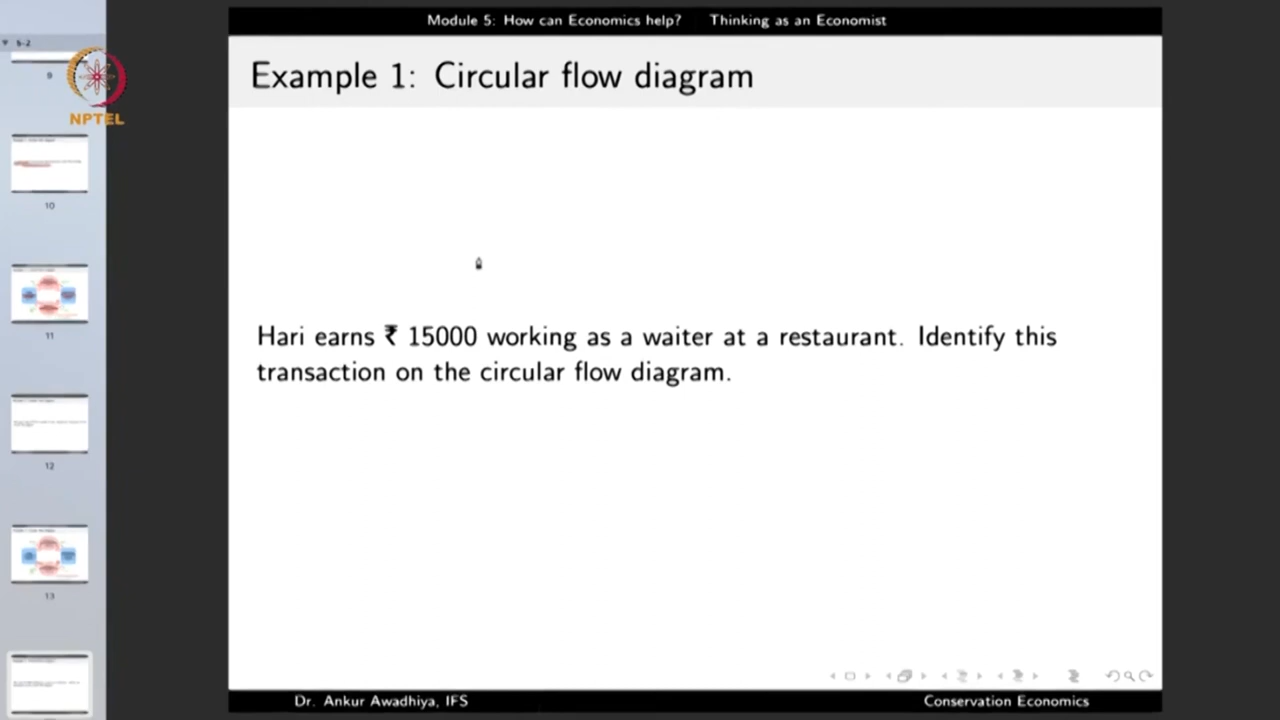 Module 5: How can Economics help? Thinking as an Economist
5-2
NPTEL
Example 1: Circular flow diagram
9
10
11
12
13
Hari earns ₹ 15000 working as a waiter at a restaurant. Identify this
transaction on the circular flow diagram.
Dr. Ankur Awadhiya, IFS
Conservation Economics